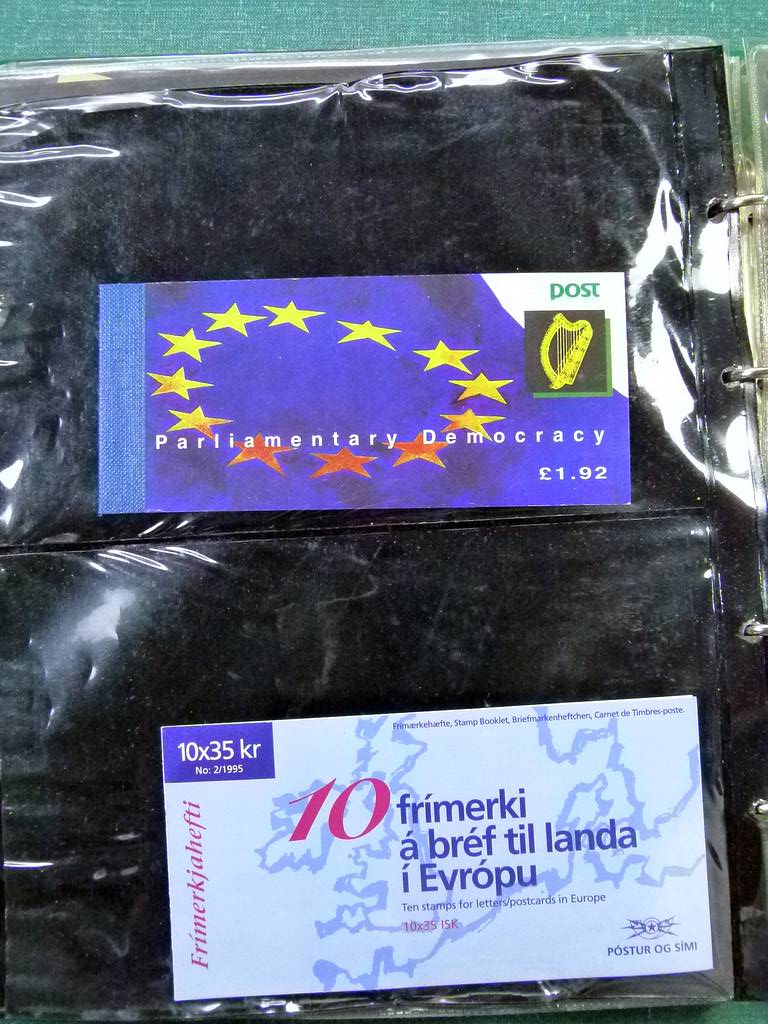 post
Parliamentary Democracy
£1.92
Frímærkehæfte, Stamp Booklet, Briefmarkenheftchen, Carnet de Timbres-poste.
10x35 kr
No: 2/1995
Frímerkjahefti
10 frímerki
á bréf til landa
í Evrópu
Ten stamps for letters/postcards in Europe
10x35 ISK
PÓSTUR OG SÍMI